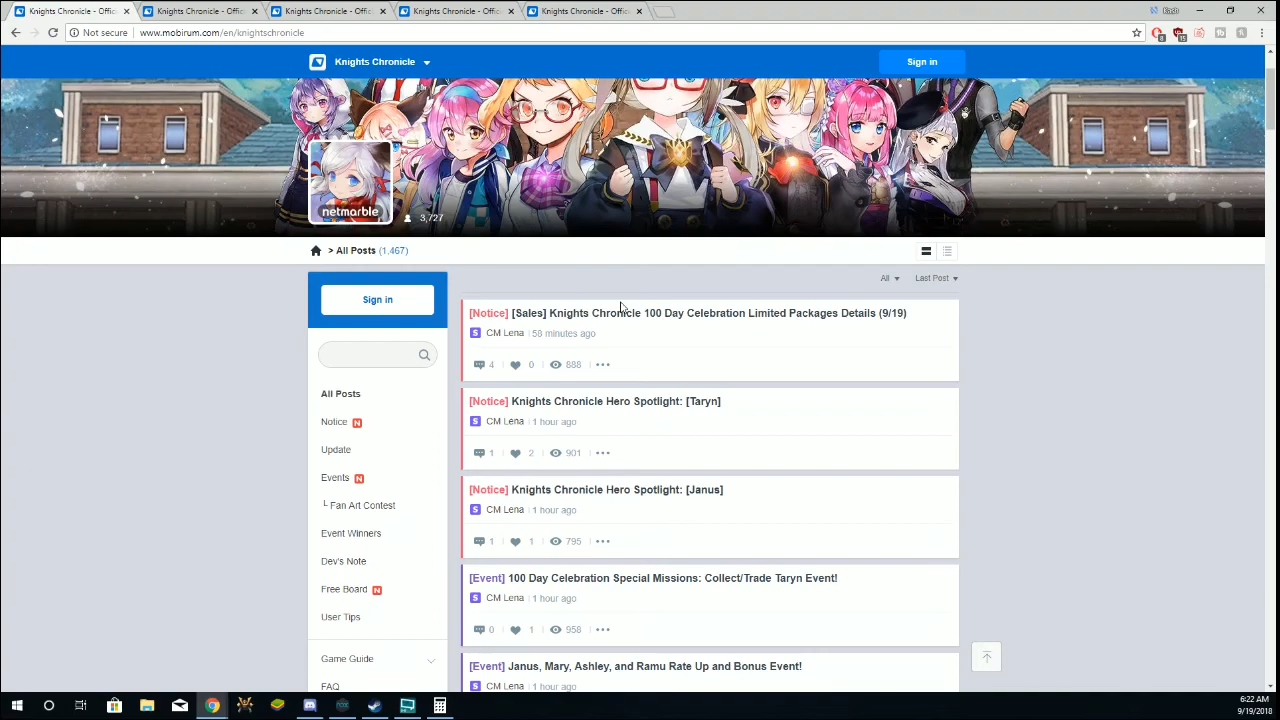 Knights Chronicle - Offic
Knights Chronicle - Offic
Knights Chronicle - Offic
Knights Chronicle - Offic
Knights Chronicle - Offic
Not secure
www.mobirum.com/en/knightschronicle
Knights Chronicle
Sign in
netmarble
3,727
> All Posts (1,467)
All
Last Post
Sign in
All Posts
Notice N
Update
Events N
└ Fan Art Contest
Event Winners
Dev's Note
Free Board N
User Tips
Game Guide
FAQ
[Notice] [Sales] Knights Chronicle 100 Day Celebration Limited Packages Details (9/19)
S CM Lena 58 minutes ago
4 0 888
[Notice] Knights Chronicle Hero Spotlight: [Taryn]
S CM Lena 1 hour ago
1 2 901
[Notice] Knights Chronicle Hero Spotlight: [Janus]
S CM Lena 1 hour ago
1 1 795
[Event] 100 Day Celebration Special Missions: Collect/Trade Taryn Event!
S CM Lena 1 hour ago
0 1 958
[Event] Janus, Mary, Ashley, and Ramu Rate Up and Bonus Event!
S CM Lena 1 hour ago
6:22 AM
9/19/2018